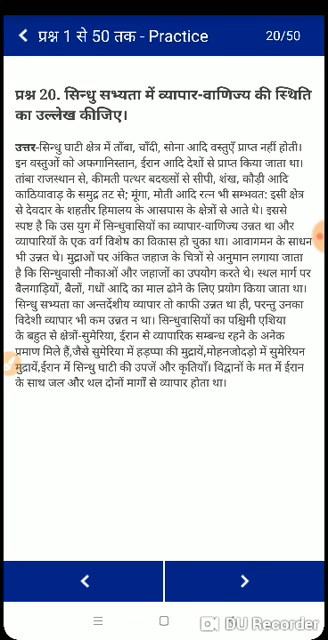 प्रश्न 1 से 50 तक - Practice
20/50
प्रश्न 20. सिन्धु सभ्यता में व्यापार-वाणिज्य की स्थिति
का उल्लेख कीजिए।
उत्तर-सिन्धु घाटी क्षेत्र में ताँबा, चाँदी, सोना आदि वस्तुएँ प्राप्त नहीं होती।
इन वस्तुओं को अफगानिस्तान, ईरान आदि देशों से प्राप्त किया जाता था।
तांबा राजस्थान से, कीमती पत्थर बदख्सों से सीपी, शंख, कौड़ी आदि
काठियावाड़ के समुद्र तट से; मूंगा, मोती आदि रत्न भी सम्भवत: इसी क्षेत्र
से देवदार के शहतीर हिमालय के आसपास के क्षेत्रों से आते थे। इससे
स्पष्ट है कि उस युग में सिन्धुवासियों का व्यापार-वाणिज्य उन्नत था और
व्यापारियों के एक वर्ग विशेष का विकास हो चुका था। आवागमन के साधन
भी उन्नत थे। मुद्राओं पर अंकित जहाज के चित्रों से अनुमान लगाया जाता
है कि सिन्धुवासी नौकाओं और जहाजों का उपयोग करते थे। स्थल मार्ग पर
बैलगाड़ियों, बैलों, गधों आदि का माल ढोने के लिए प्रयोग किया जाता था।
सिन्धु सभ्यता का अन्तर्देशीय व्यापार तो काफी उन्नत था ही, परन्तु उनका
विदेशी व्यापार भी कम उन्नत न था। सिन्धुवासियों का पश्चिमी एशिया
के बहुत से क्षेत्रों-सुमेरिया, ईरान से व्यापारिक सम्बन्ध रहने के अनेक
प्रमाण मिले हैं,जैसे सुमेरिया में हड़प्पा की मुद्रायें,मोहनजोदड़ो में सुमेरियन
मुद्रायें,ईरान में सिन्धु घाटी की उपजें और कृतियाँ। विद्वानों के मत में ईरान
के साथ जल और थल दोनों मार्गों से व्यापार होता था।
DU Recorder